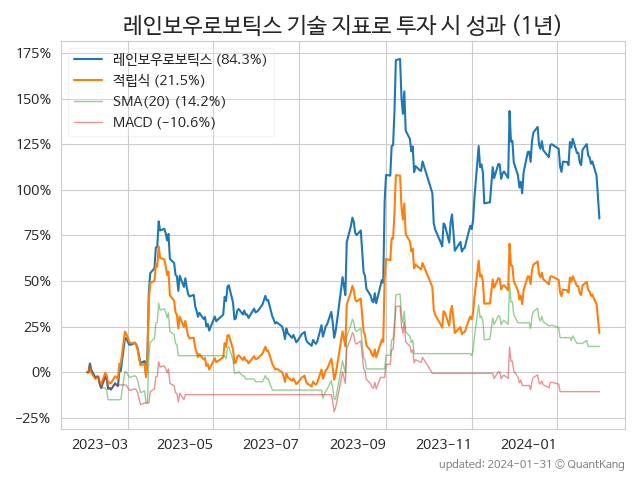 레인보우로보틱스 기술 지표로 투자 시 성과 (1년)
175%
150%
125%
100%
75%
50%
25%
0%
−25%
레인보우로보틱스 (84.3%)
적립식 (21.5%)
SMA(20) (14.2%)
MACD (−10.6%)
2023-03 2023-05 2023-07 2023-09 2023-11 2024-01
updated: 2024-01-31 © QuantKang